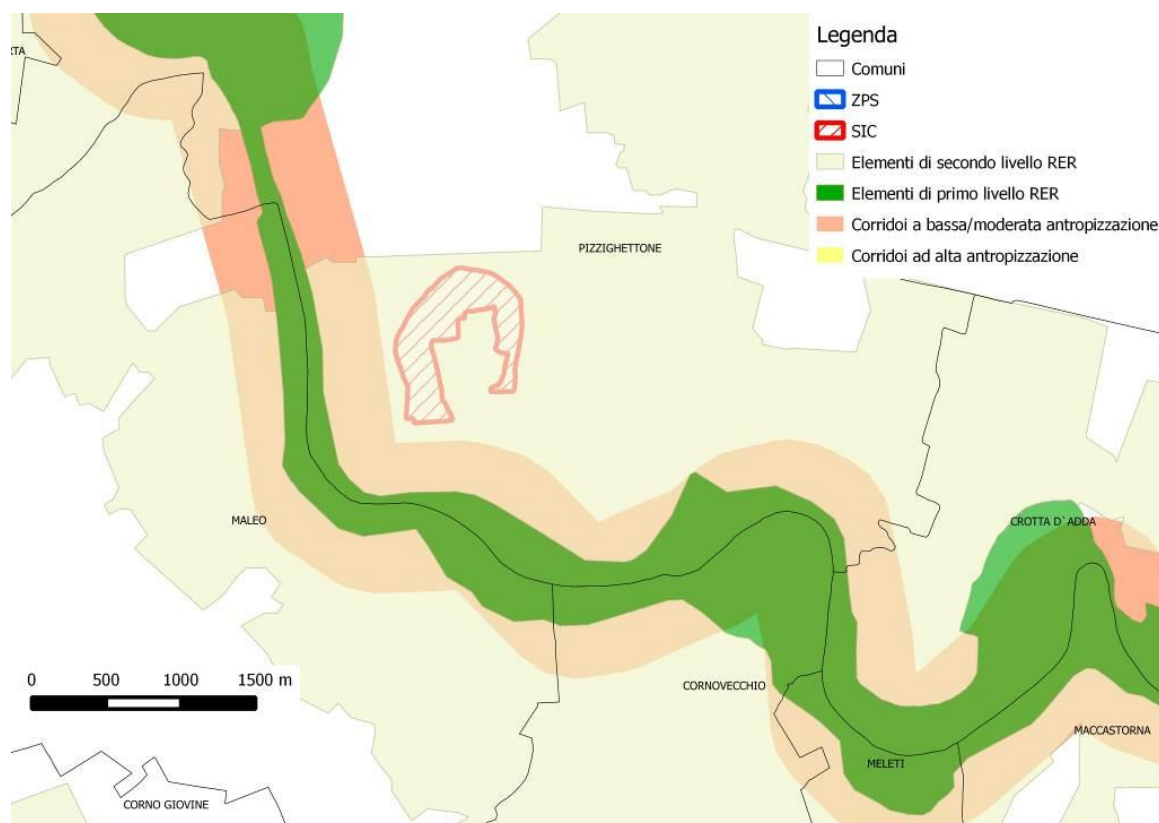 Legenda
Comuni
ZPS
SIC
Elementi di secondo livello RER
Elementi di primo livello RER
Corridoi a bassa/moderata antropizzazione
Corridoi ad alta antropizzazione
RTA
PIZZIGHETTONE
MALEO
CROTTA D`ADDA
0 500 1000 1500 m
CORNOVECCHIO
MACCASTORNA
MELETI
CORNO GIOVINE